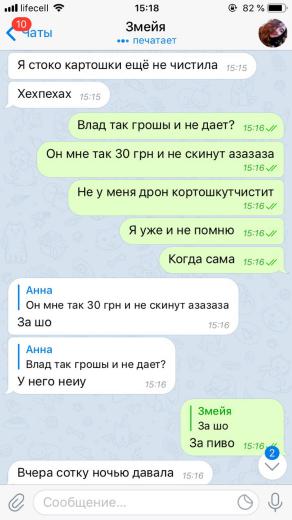 lifecell 15:18 82 %
10 Чаты
Змейя
печатает
Я стоко картошки ещё не чистила 15:15
Хехпехах 15:15
Влад так грошы и не дает? 15:16
Он мне так 30 грн и не скинут азазаза
15:16
Не у меня дрон кортошкутчистит
15:16
Я уже и не помню 15:16
Когда сама 15:16
Анна
Он мне так 30 грн и не скинут азазаза
За шо 15:16
Анна
Влад так грошы и не дает?
У него неиу 15:16
Змейя
За шо
За пиво 15:16
2
Вчера сотку ночью давала 15:16
Сообщение...